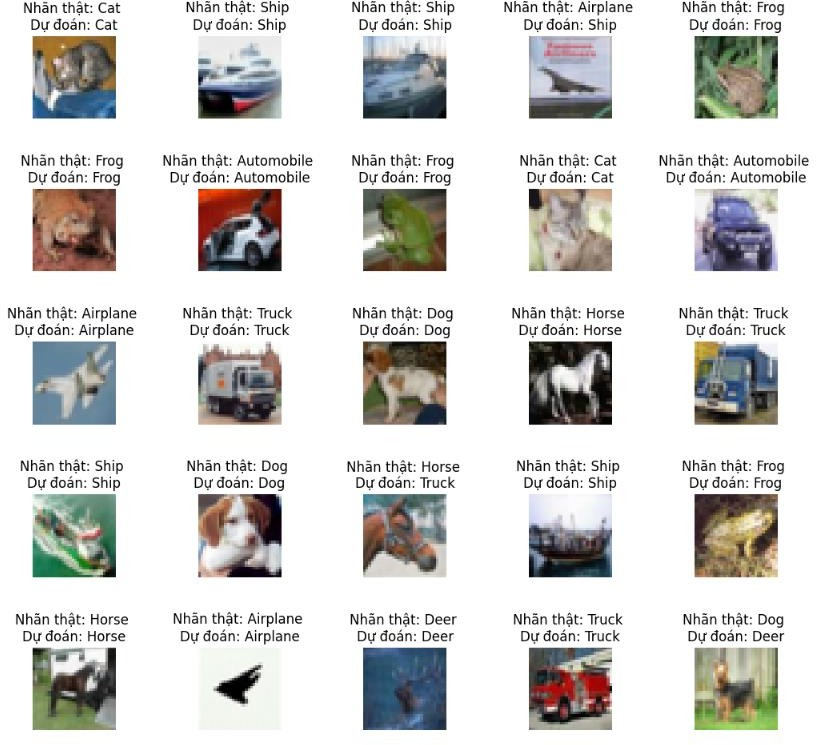 Nhãn thật: Cat
Dự đoán: Cat
Nhãn thật: Ship
Dự đoán: Ship
Nhãn thật: Ship
Dự đoán: Ship
Nhãn thật: Airplane
Dự đoán: Ship
Nhãn thật: Frog
Dự đoán: Frog
Nhãn thật: Frog
Dự đoán: Frog
Nhãn thật: Automobile
Dự đoán: Automobile
Nhãn thật: Frog
Dự đoán: Frog
Nhãn thật: Cat
Dự đoán: Cat
Nhãn thật: Automobile
Dự đoán: Automobile
Nhãn thật: Airplane
Dự đoán: Airplane
Nhãn thật: Truck
Dự đoán: Truck
Nhãn thật: Dog
Dự đoán: Dog
Nhãn thật: Horse
Dự đoán: Horse
Nhãn thật: Truck
Dự đoán: Truck
Nhãn thật: Ship
Dự đoán: Ship
Nhãn thật: Dog
Dự đoán: Dog
Nhãn thật: Horse
Dự đoán: Truck
Nhãn thật: Ship
Dự đoán: Ship
Nhãn thật: Frog
Dự đoán: Frog
Nhãn thật: Horse
Dự đoán: Horse
Nhãn thật: Airplane
Dự đoán: Airplane
Nhãn thật: Deer
Dự đoán: Deer
Nhãn thật: Truck
Dự đoán: Truck
Nhãn thật: Dog
Dự đoán: Deer